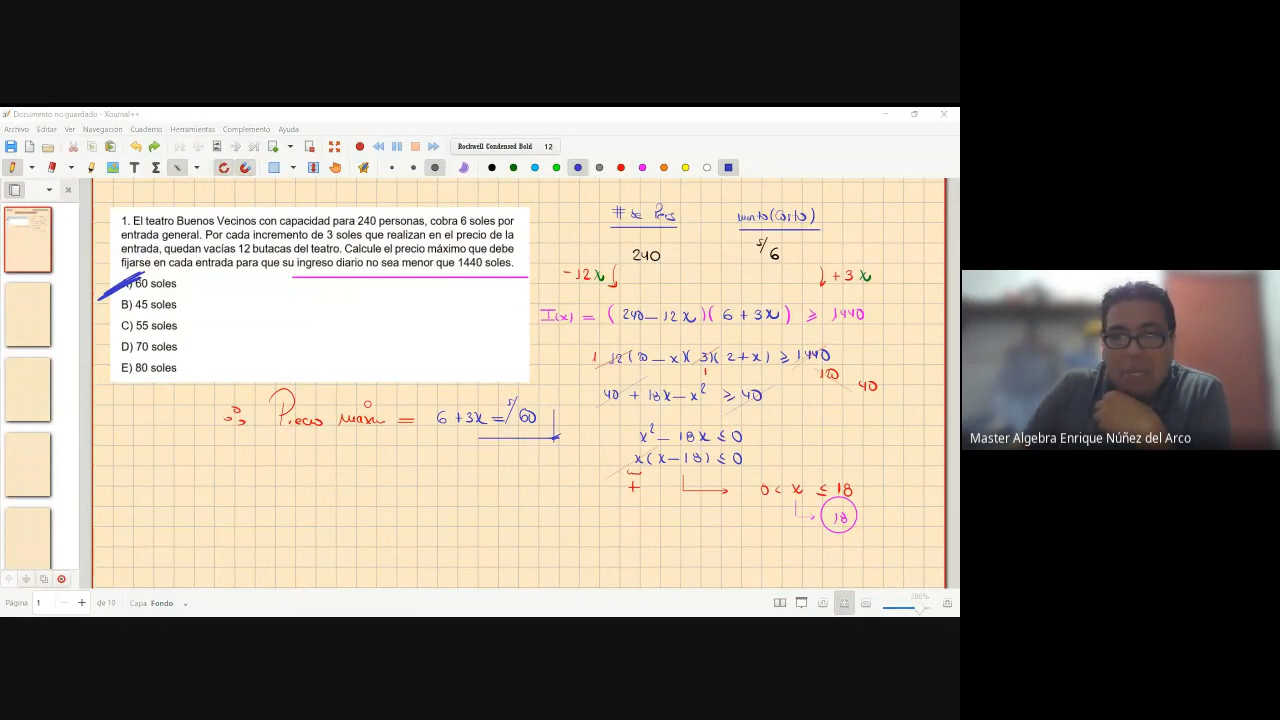 Documento no guardado - Xournal++
Archivo Editar Ver Navegación Cuaderno Herramientas Complemento Ayuda
Rockwell Condensed Bold 12
1. El teatro Buenos Vecinos con capacidad para 240 personas, cobra 6 soles por
entrada general. Por cada incremento de 3 soles que realizan en el precio de la
entrada, quedan vacías 12 butacas del teatro. Calcule el precio máximo que debe
fijarse en cada entrada para que su ingreso diario no sea menor que 1440 soles.
60 soles
B) 45 soles
C) 55 soles
D) 70 soles
E) 80 soles
# de Pers
(Costo)
240
s/ 6
-12x
+3x
I(x) = (240 - 12x)(6 + 3x) ≥ 1440
1 12(20 - x)(3)(2 + x) ≥ 1440
1 120 40
40 + 18x - x² ≥ 40
x² - 18x ≤ 0
x(x - 18) ≤ 0
+ 0 < x ≤ 18
18
Precio máximo = 6 + 3x = s/ 60
Master Algebra Enrique Núñez del Arco
Página 1 de 10 Capa Fondo
286%